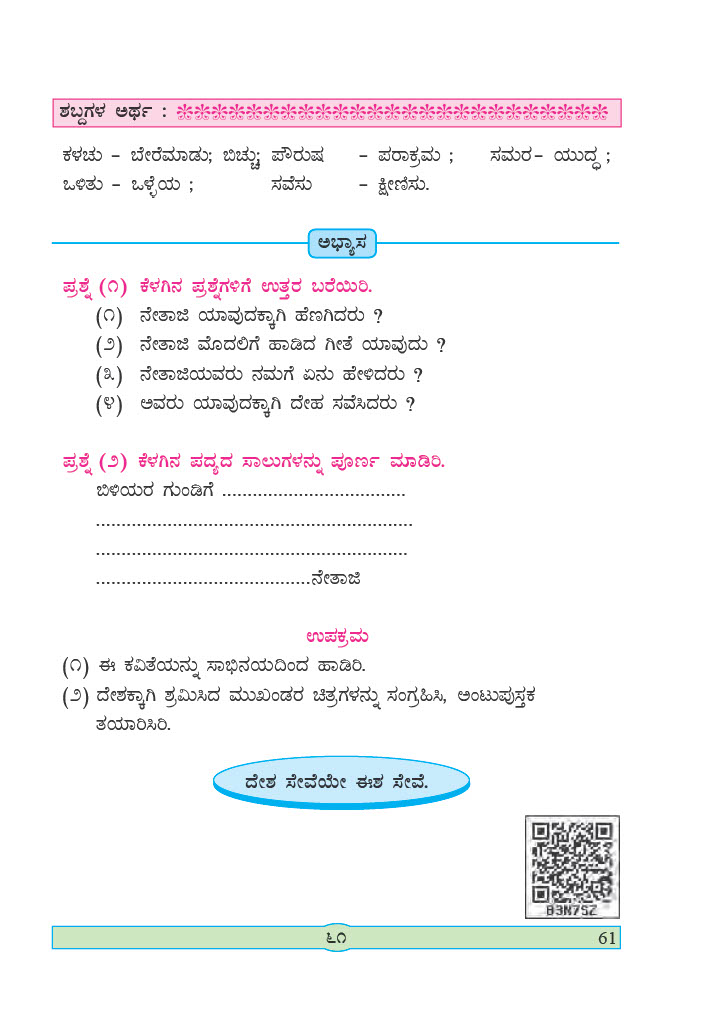 ಶಬ್ದಗಳ ಅರ್ಥ :
ಕಳಚು – ಬೇರೆಮಾಡು; ಬಿಚ್ಚು; ಪೌರುಷ – ಪರಾಕ್ರಮ ; ಸಮರ– ಯುದ್ಧ ;
ಒಳಿತು – ಒಳ್ಳೆಯ ; ಸವೆಸು – ಕ್ಷೀಣಿಸು.
ಅಭ್ಯಾಸ
ಪ್ರಶ್ನೆ (೧) ಕೆಳಗಿನ ಪ್ರಶ್ನೆಗಳಿಗೆ ಉತ್ತರ ಬರೆಯಿರಿ.
(೧) ನೇತಾಜಿ ಯಾವುದಕ್ಕಾಗಿ ಹೆಣಗಿದರು ?
(೨) ನೇತಾಜಿ ಮೊದಲಿಗೆ ಹಾಡಿದ ಗೀತೆ ಯಾವುದು ?
(೩) ನೇತಾಜಿಯವರು ನಮಗೆ ಏನು ಹೇಳಿದರು ?
(೪) ಅವರು ಯಾವುದಕ್ಕಾಗಿ ದೇಹ ಸವೆಸಿದರು ?
ಪ್ರಶ್ನೆ (೨) ಕೆಳಗಿನ ಪದ್ಯದ ಸಾಲುಗಳನ್ನು ಪೂರ್ಣ ಮಾಡಿರಿ.
ಬಿಳಿಯರ ಗುಂಡಿಗೆ ....................................
..............................................................
.............................................................
..........................................ನೇತಾಜಿ
ಉಪಕ್ರಮ
(೧) ಈ ಕವಿತೆಯನ್ನು ಸಾಭಿನಯದಿಂದ ಹಾಡಿರಿ.
(೨) ದೇಶಕ್ಕಾಗಿ ಶ್ರಮಿಸಿದ ಮುಖಂಡರ ಚಿತ್ರಗಳನ್ನು ಸಂಗ್ರಹಿಸಿ, ಅಂಟುಪುಸ್ತಕ
ತಯಾರಿಸಿರಿ.
ದೇಶ ಸೇವೆಯೇ ಈಶ ಸೇವೆ.
B3N7SZ
೬೧ 61